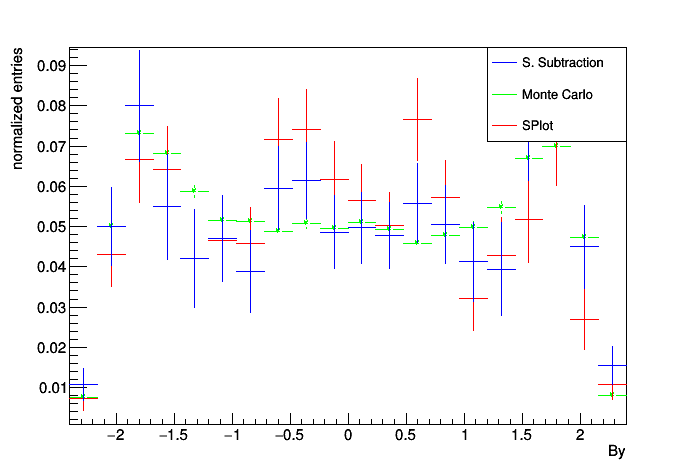 normalized entries
0.09
0.08
0.07
0.06
0.05
0.04
0.03
0.02
0.01
S. Subtraction
Monte Carlo
SPlot
−2 −1.5 −1 −0.5 0 0.5 1 1.5 2
By